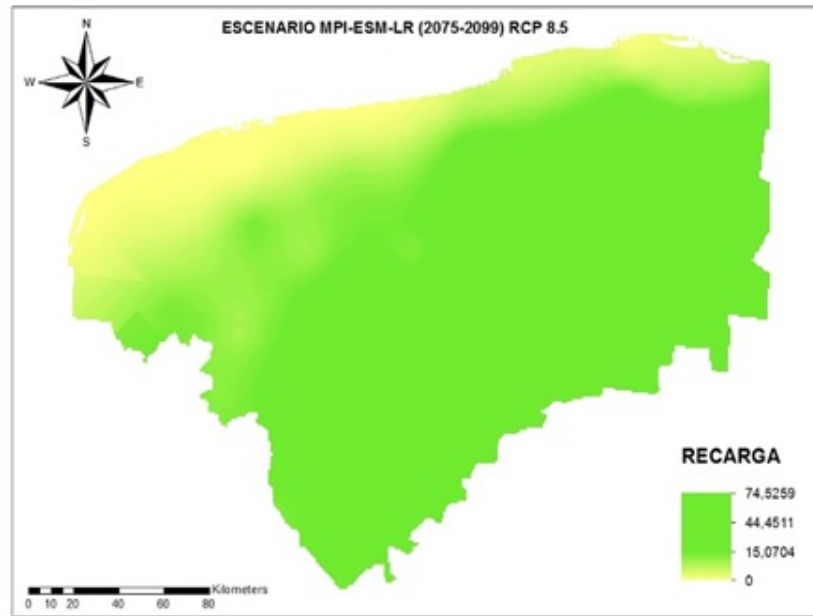 ESCENARIO MPI-ESM-LR (2075-2099) RCP 8.5
N
W E
S
RECARGA
74,5259
44,4511
15,0704
0
Kilometers
0 10 20 40 60 80